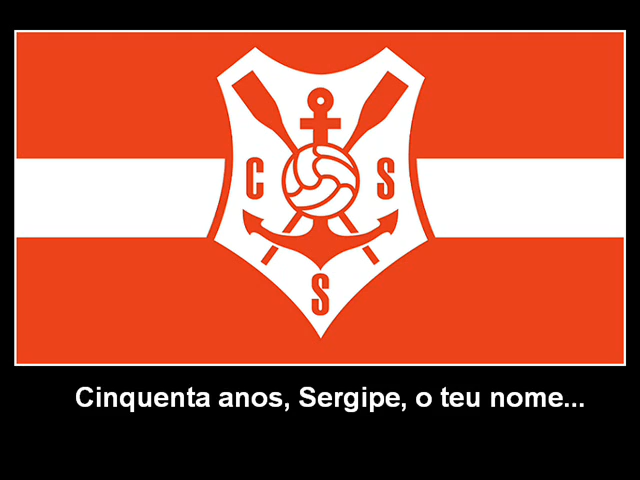 C S
S
Cinquenta anos, Sergipe, o teu nome...